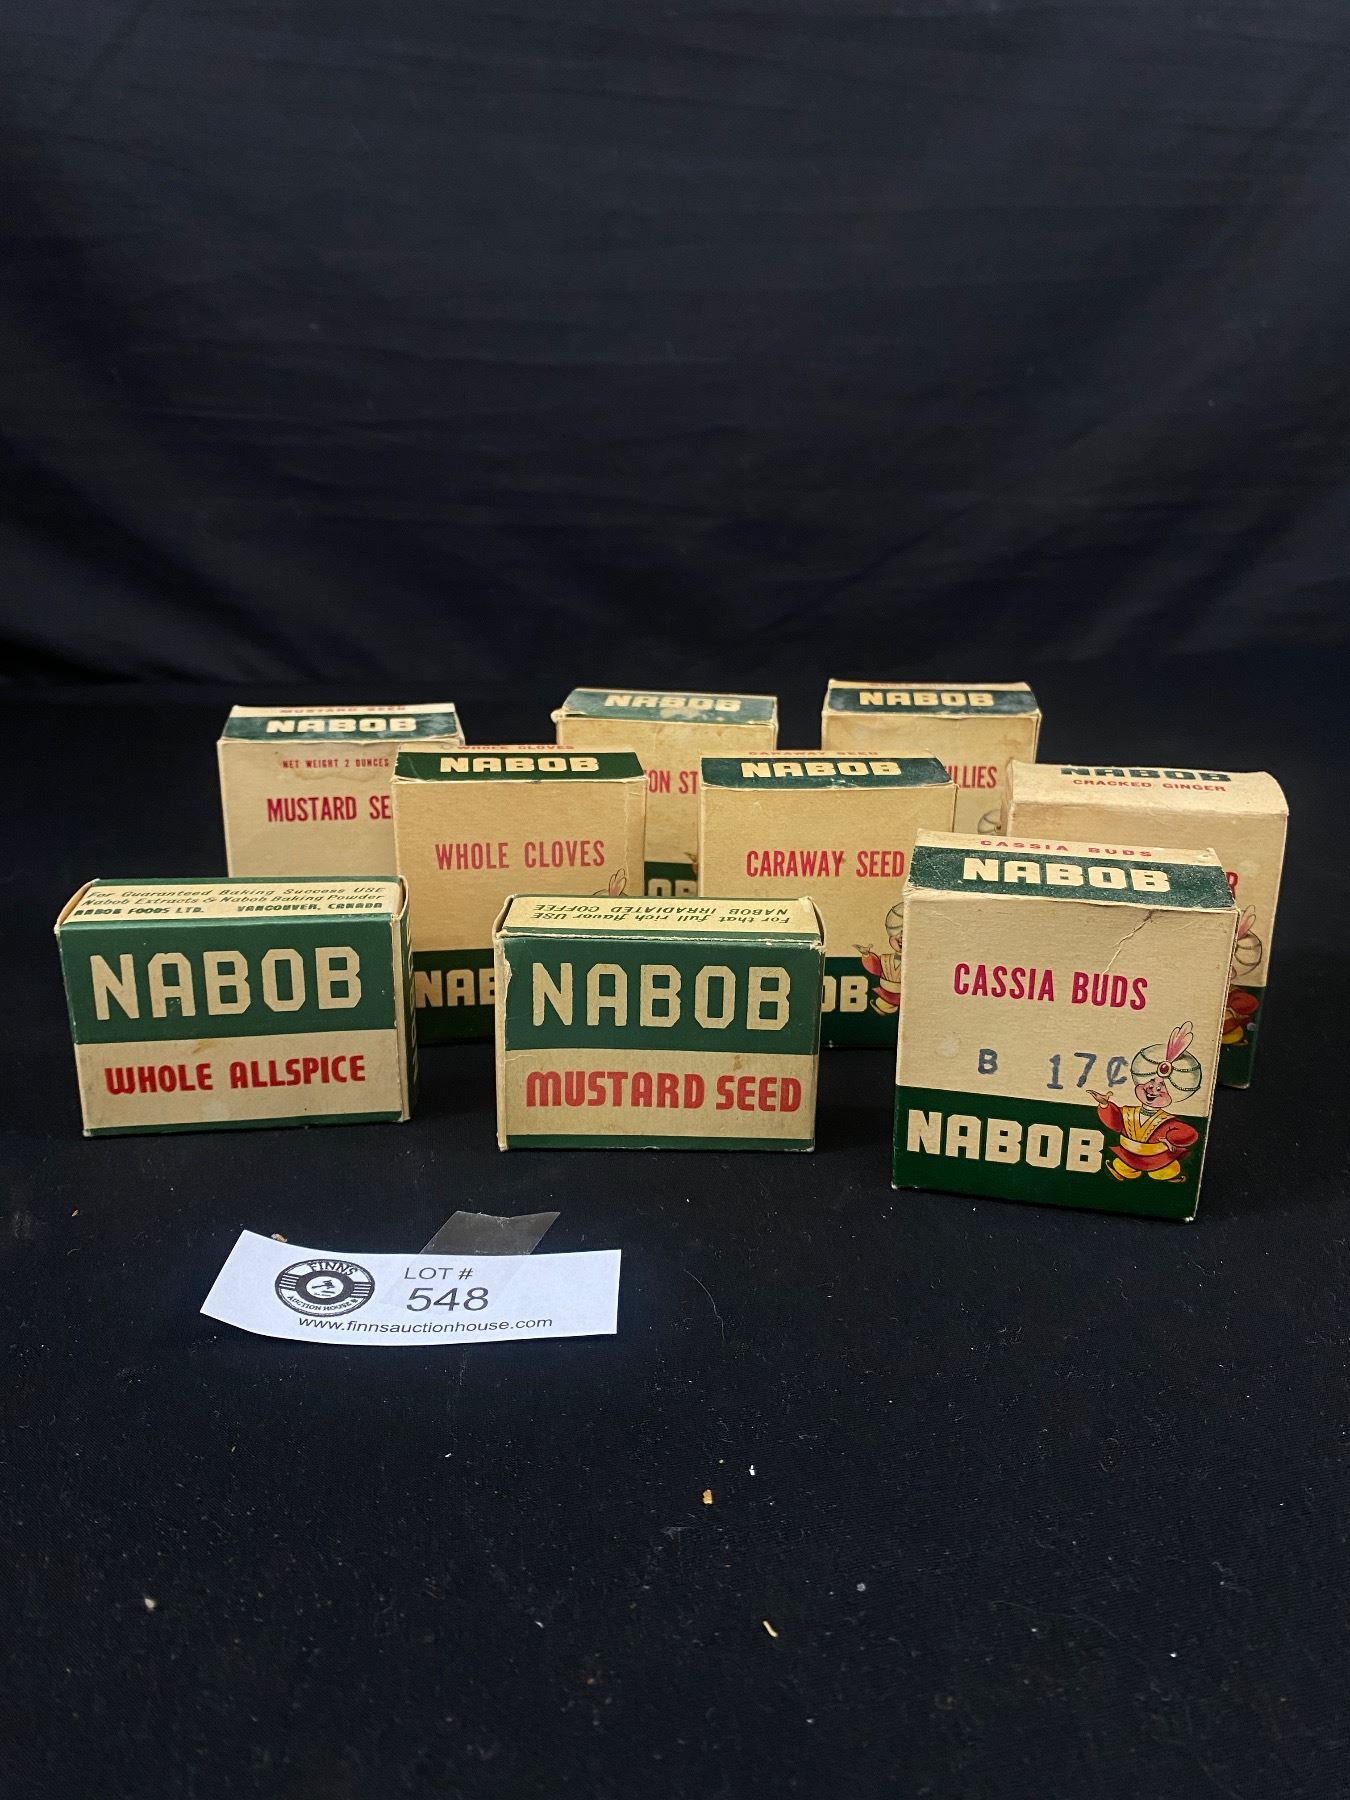 MUSTARD SEED
NABOB
NET WEIGHT 2 OUNCES
MUSTARD SE
NABOB
ON ST
NABOB
ILLIES
WHOLE CLOVES
NABOB
WHOLE CLOVES
NAB
CARAWAY SEED
NABOB
CARAWAY SEED
OB
NABOB
CRACKED GINGER
R
For Guaranteed Baking Success USE
Nabob Extracts & Nabob Baking Powder
NABOB FOODS LTD. VANCOUVER, CANADA
NABOB
WHOLE ALLSPICE
For that full rich flavor USE
NABOB IRRADIATED COFFEE
NABOB
MUSTARD SEED
CASSIA BUDS
NABOB
CASSIA BUDS
B 17¢
NABOB
FINNS
AUCTION HOUSE
LOT #
548
www.finnsauctionhouse.com